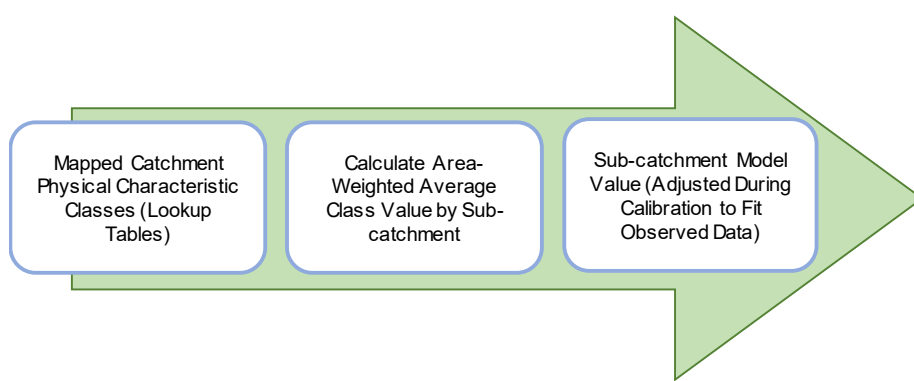 Mapped Catchment
Physical Characteristic
Classes (Lookup
Tables)
Calculate Area-
Weighted Average
Class Value by Sub-
catchment
Sub-catchment Model
Value (Adjusted During
Calibration to Fit
Observed Data)